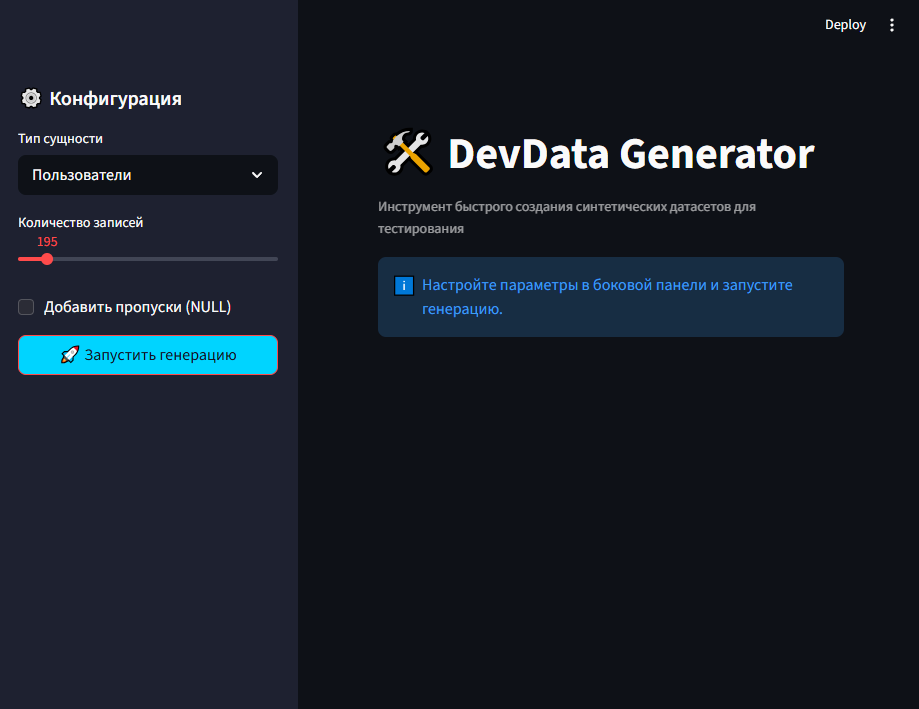 Deploy
Конфигурация
Тип сущности
Пользователи
Количество записей
195
Добавить пропуски (NULL)
Запустить генерацию
DevData Generator
Инструмент быстрого создания синтетических датасетов для
тестирования
Настройте параметры в боковой панели и запустите
генерацию.